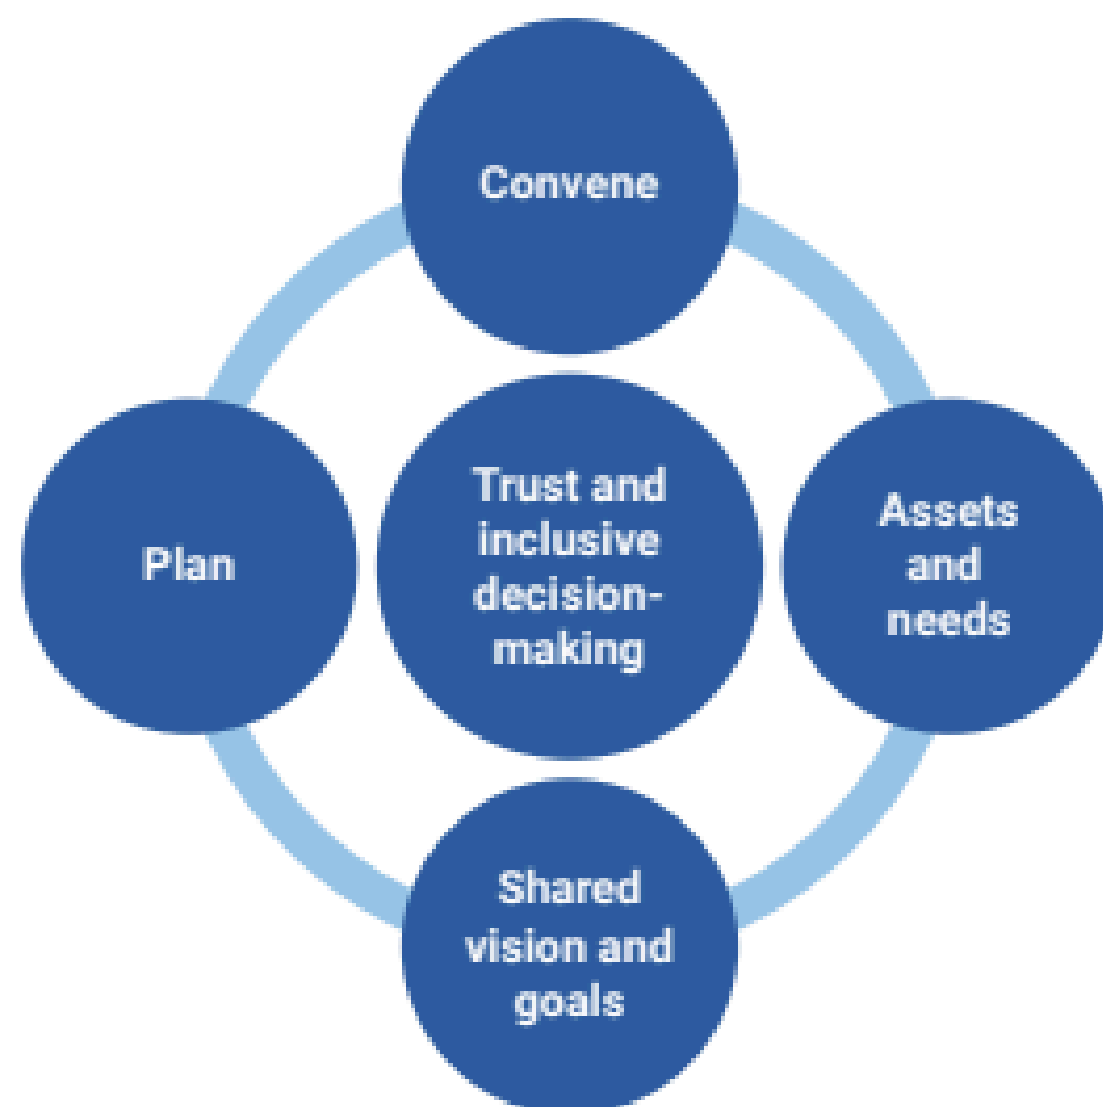 Convene
Trust and
inclusive
decision-
making
Assets
and
needs
Shared
vision and
goals
Plan